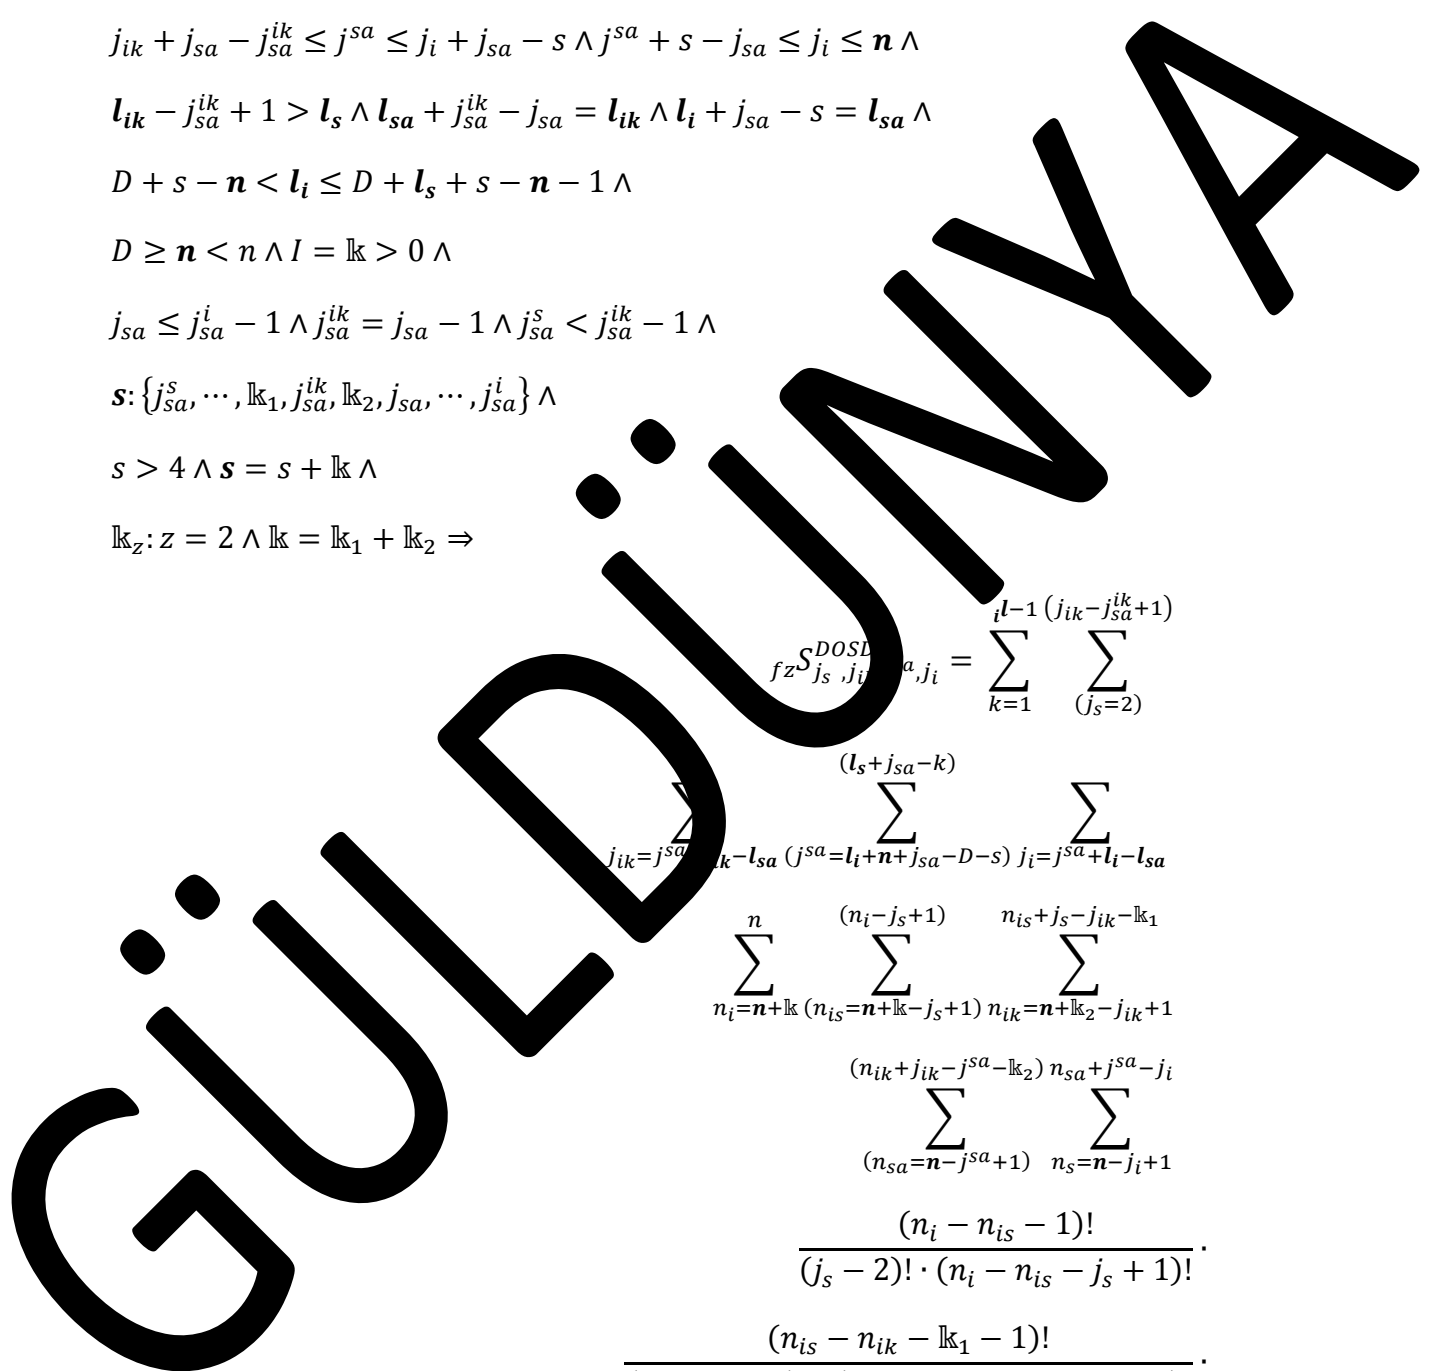 j_{ik} + j_{sa} − j_{sa}^{ik} ≤ j^{sa} ≤ j_i + j_{sa} − s ∧ j^{sa} + s − j_{sa} ≤ j_i ≤ n ∧
l_{ik} − j_{sa}^{ik} + 1 > l_s ∧ l_{sa} + j_{sa}^{ik} − j_{sa} = l_{ik} ∧ l_i + j_{sa} − s = l_{sa} ∧
D + s − n < l_i ≤ D + l_s + s − n − 1 ∧
D ≥ n < n ∧ I = 𝕜 > 0 ∧
j_{sa} ≤ j_{sa}^i − 1 ∧ j_{sa}^{ik} = j_{sa} − 1 ∧ j_{sa}^s < j_{sa}^{ik} − 1 ∧
s: {j_{sa}^s, ⋯, 𝕜_1, j_{sa}^{ik}, 𝕜_2, j_{sa}, ⋯, j_{sa}^i} ∧
s > 4 ∧ s = s + 𝕜 ∧
𝕜_z: z = 2 ∧ 𝕜 = 𝕜_1 + 𝕜_2 ⇒
_{fz}S = ∑_{k=1}^{_il−1} ∑_{(j_s=2)}^{(j_{ik}−j_{sa}^{ik}+1)}
∑ ∑_{(j^{sa}=l_i+n+j_{sa}−D−s)}^{(l_s+j_{sa}−k)} ∑_{j_i=j^{sa}+l_i−l_{sa}}
∑_{n_i=n+𝕜}^{n} ∑_{(n_{is}=n+𝕜−j_s+1)}^{(n_i−j_s+1)} ∑_{n_{ik}=n+𝕜_2−j_{ik}+1}^{n_{is}+j_s−j_{ik}−𝕜_1}
∑_{(n_{sa}=n−j^{sa}+1)}^{(n_{ik}+j_{ik}−j^{sa}−𝕜_2)} ∑_{n_s=n−j_i+1}^{n_{sa}+j^{sa}−j_i}
(n_i − n_{is} − 1)!
(j_s − 2)! · (n_i − n_{is} − j_s + 1)! ·
(n_{is} − n_{ik} − 𝕜_1 − 1)! ·
GÜLDÜNYA